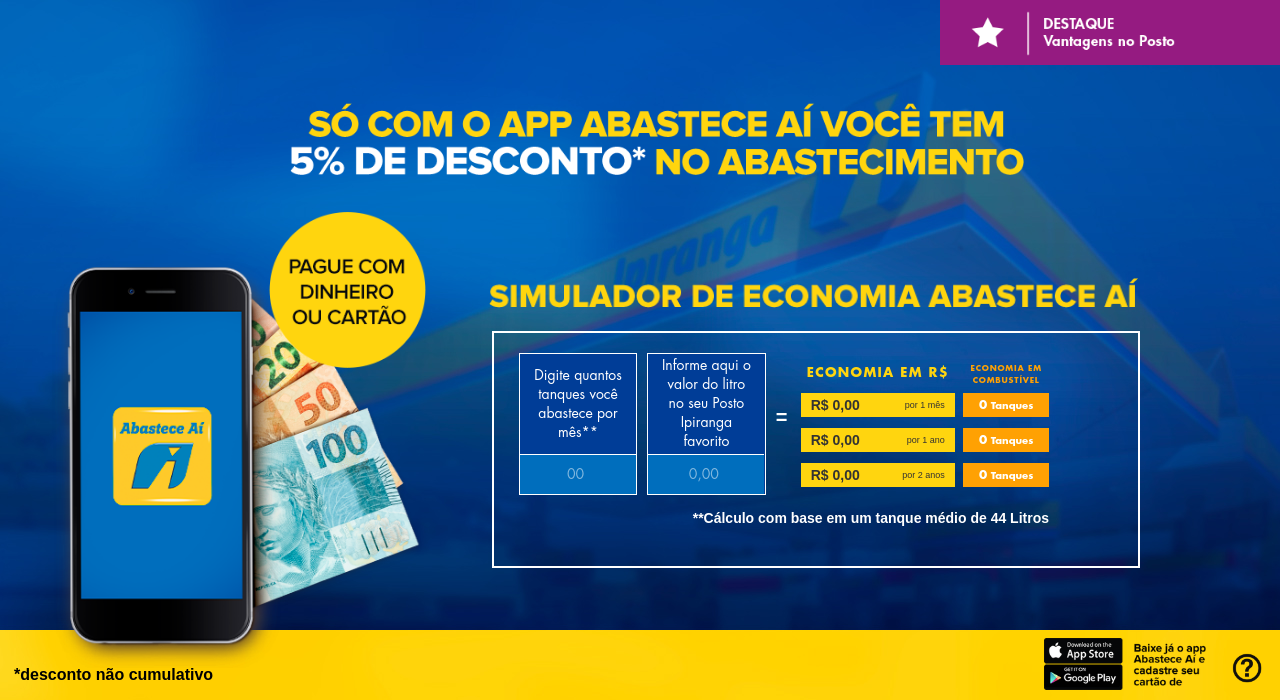 DESTAQUE
Vantagens no Posto
SÓ COM O APP ABASTECE AÍ VOCÊ TEM
5% DE DESCONTO* NO ABASTECIMENTO
PAGUE COM
DINHEIRO
OU CARTÃO
Ipiranga
SIMULADOR DE ECONOMIA ABASTECE AÍ
Digite quantos
tanques você
abastece por
mês**
00
Informe aqui o
valor do litro
no seu Posto
Ipiranga
favorito
0,00
=
ECONOMIA EM R$
ECONOMIA EM
COMBUSTÍVEL
R$ 0,00 por 1 mês 0 Tanques
R$ 0,00 por 1 ano 0 Tanques
R$ 0,00 por 2 anos 0 Tanques
**Cálculo com base em um tanque médio de 44 Litros
Abastece Aí
20
50
100
*desconto não cumulativo
Download on the
App Store
GET IT ON
Google Play
Baixe já o app
Abastece Aí e
cadastre seu
cartão de
?